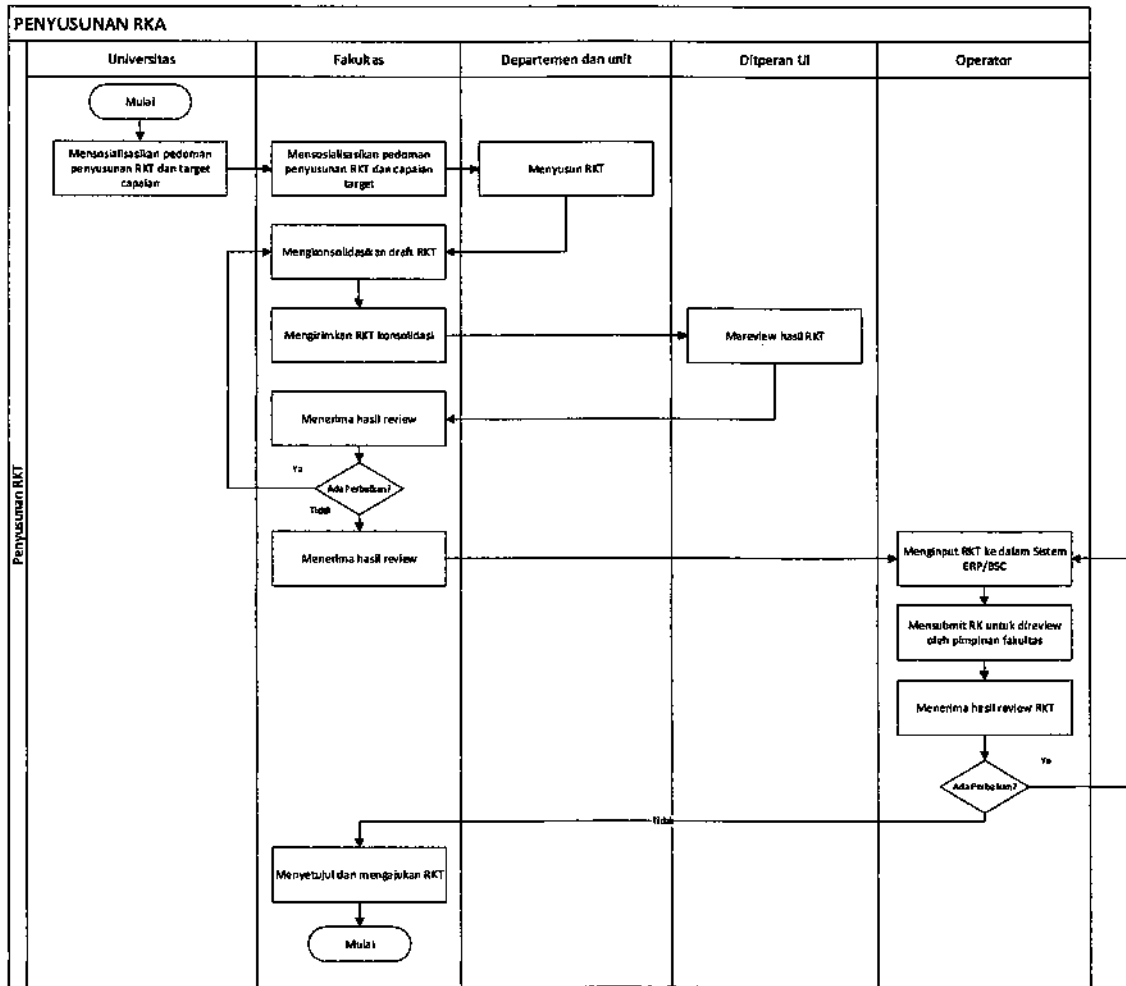 PENYUSUNAN RKA
Universitas
Fakultas
Departemen dan unit
Ditperan UI
Operator
Penyusunan RKT
Mulai
Mensosialisasikan pedoman
penyusunan RKT dan target
capaian
Mensosialisasikan pedoman
penyusunan RKT dan capaian
target
Menyusun RKT
Mengkonsolidasikan draft RKT
Mengirimkan RKT konsolidasi
Mereview hasil RKT
Menerima hasil review
Ya
Ada Perbaikan?
Tidak
Menerima hasil review
Menginput RKT ke dalam Sistem
ERP/BSC
Mensubmit RK untuk direview
oleh pimpinan fakultas
Menerima hasil review RKT
Ya
Ada Perbaikan?
Tidak
Menyetujui dan mengajukan RKT
Mulai